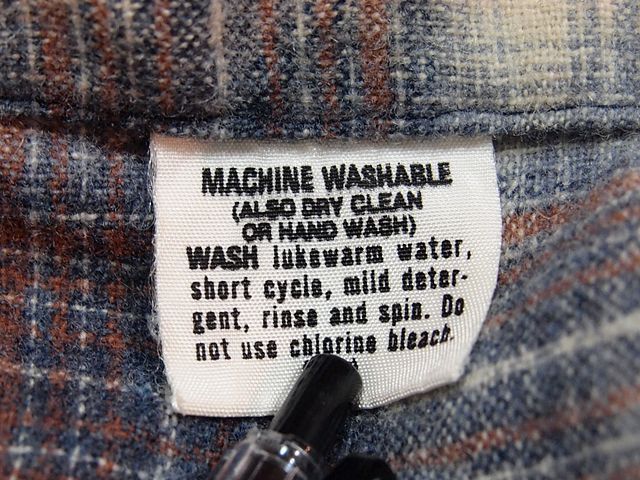 MACHINE WASHABLE
(ALSO DRY CLEAN
OR HAND WASH)
WASH lukewarm water,
short cycle, mild deter-
gent, rinse and spin. Do
not use chlorine bleach.